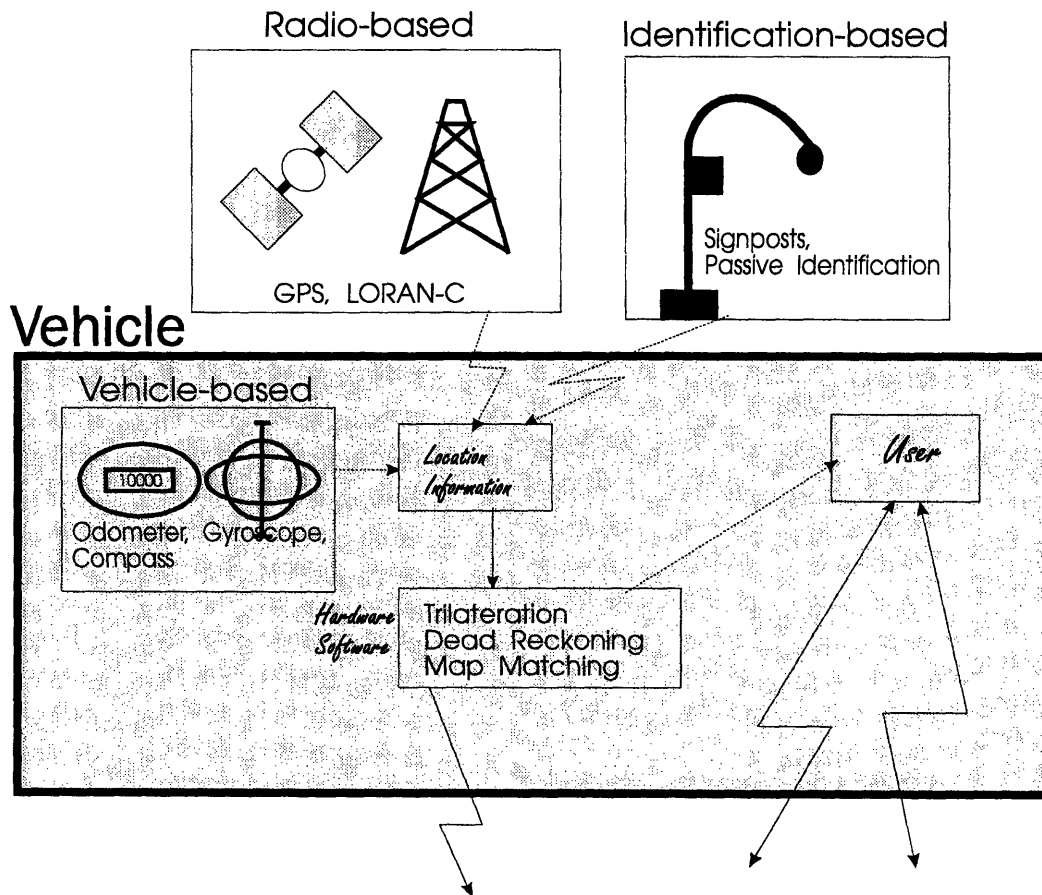 Radio-based
Identification-based
Signposts,
Passive Identification
GPS, LORAN-C
Vehicle
Vehicle-based
10000
Odometer, Gyroscope,
Compass
Location
Information
User
Hardware
Software
Trilateration
Dead Reckoning
Map Matching